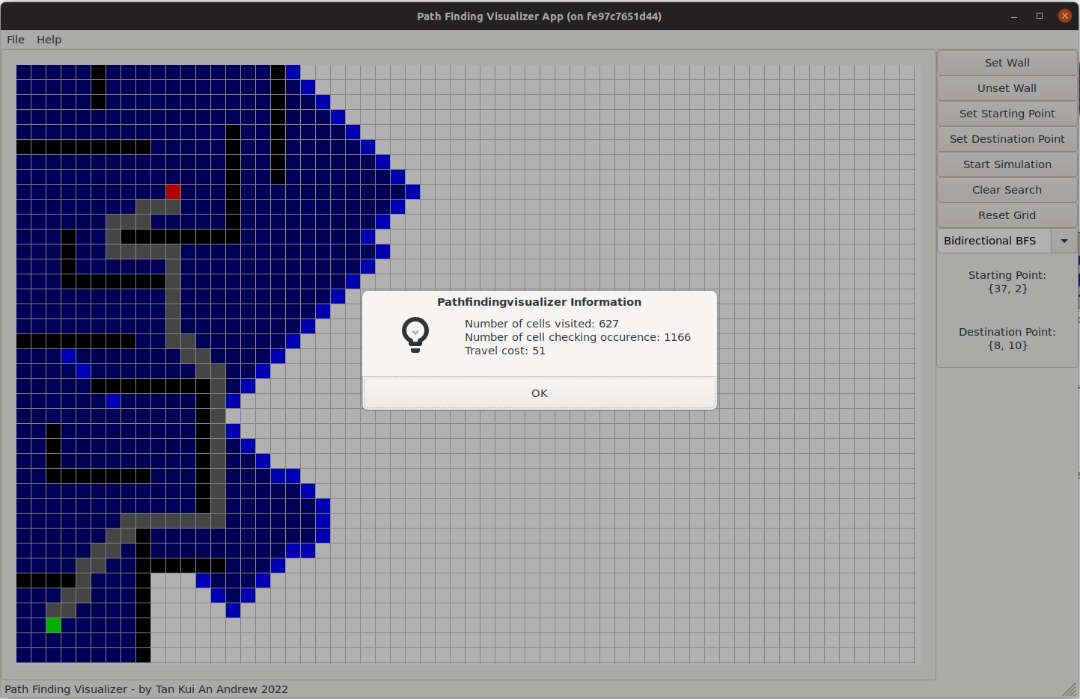 Path Finding Visualizer App (on fe97c7651d44)
File Help
Set Wall
Unset Wall
Set Starting Point
Set Destination Point
Start Simulation
Clear Search
Reset Grid
Bidirectional BFS
Starting Point:
{37, 2}
Destination Point:
{8, 10}
Pathfindingvisualizer Information
Number of cells visited: 627
Number of cell checking occurence: 1166
Travel cost: 51
OK
Path Finding Visualizer - by Tan Kui An Andrew 2022